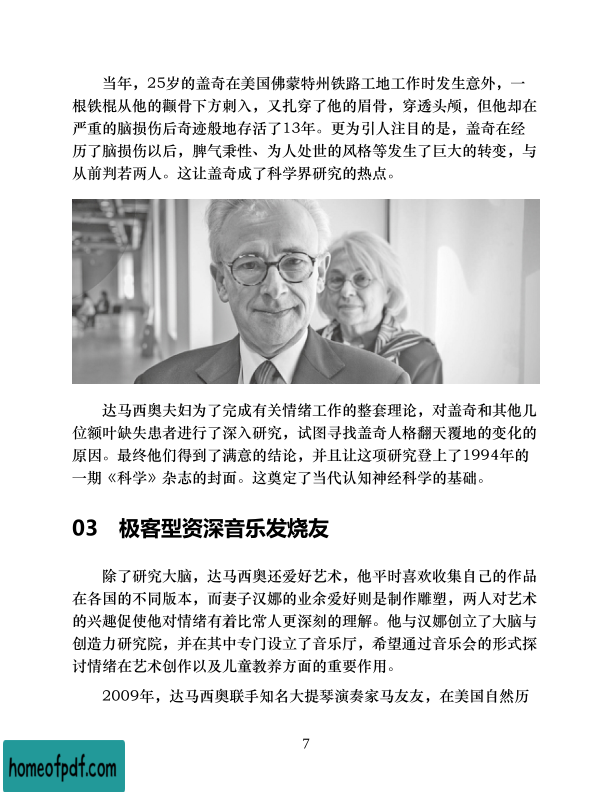 当年，25岁的盖奇在美国佛蒙特州铁路工地工作时发生意外，一
根铁棍从他的颧骨下方刺入，又扎穿了他的眉骨，穿透头颅，但他却在
严重的脑损伤后奇迹般地存活了13年。更为引人注目的是，盖奇在经
历了脑损伤以后，脾气秉性、为人处世的风格等发生了巨大的转变，与
从前判若两人。这让盖奇成了科学界研究的热点。
达马西奥夫妇为了完成有关情绪工作的整套理论，对盖奇和其他几
位额叶缺失患者进行了深入研究，试图寻找盖奇人格翻天覆地的变化的
原因。最终他们得到了满意的结论，并且让这项研究登上了1994年的
一期《科学》杂志的封面。这奠定了当代认知神经科学的基础。
03 极客型资深音乐发烧友
除了研究大脑，达马西奥还爱好艺术，他平时喜欢收集自己的作品
在各国的不同版本，而妻子汉娜的业余爱好则是制作雕塑，两人对艺术
的兴趣促使他对情绪有着比常人更深刻的理解。他与汉娜创立了大脑与
创造力研究院，并在其中专门设立了音乐厅，希望通过音乐会的形式探
讨情绪在艺术创作以及儿童教养方面的重要作用。
2009年，达马西奥联手知名大提琴演奏家马友友，在美国自然历
7
homeofpdf.com